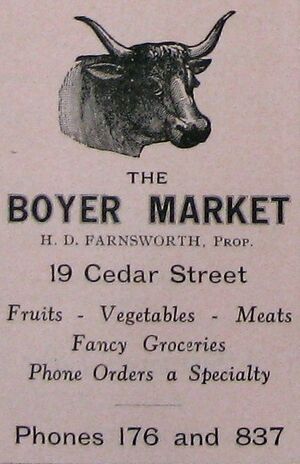 THE
BOYER MARKET
H. D. FARNSWORTH, PROP.
19 Cedar Street
Fruits - Vegetables - Meats
Fancy Groceries
Phone Orders a Specialty
Phones 176 and 837